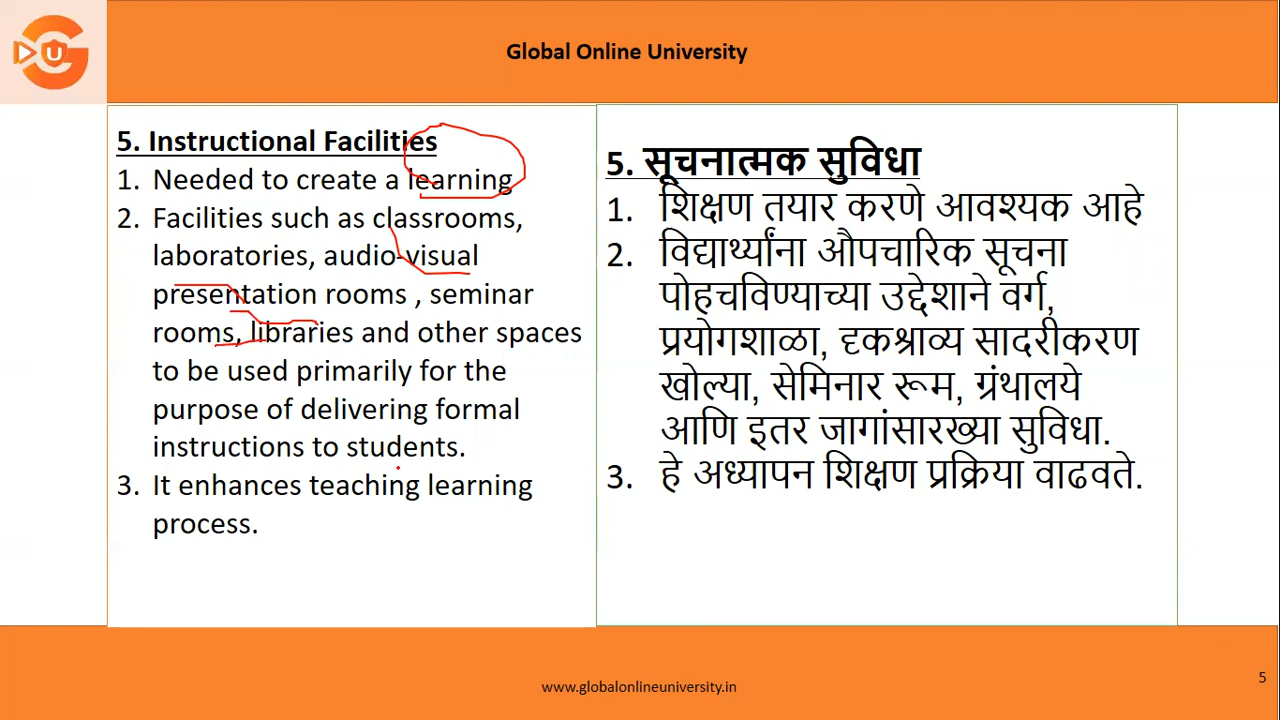 U
Global Online University
5. Instructional Facilities
1. Needed to create a learning
2. Facilities such as classrooms,
laboratories, audio-visual
presentation rooms , seminar
rooms, libraries and other spaces
to be used primarily for the
purpose of delivering formal
instructions to students.
3. It enhances teaching learning
process.
5. सूचनात्मक सुविधा
1. शिक्षण तयार करणे आवश्यक आहे
2. विद्यार्थ्यांना औपचारिक सूचना
पोहचविण्याच्या उद्देशाने वर्ग,
प्रयोगशाळा, दृकश्राव्य सादरीकरण
खोल्या, सेमिनार रूम, ग्रंथालये
आणि इतर जागांसारख्या सुविधा.
3. हे अध्यापन शिक्षण प्रक्रिया वाढवते.
www.globalonlineuniversity.in
5